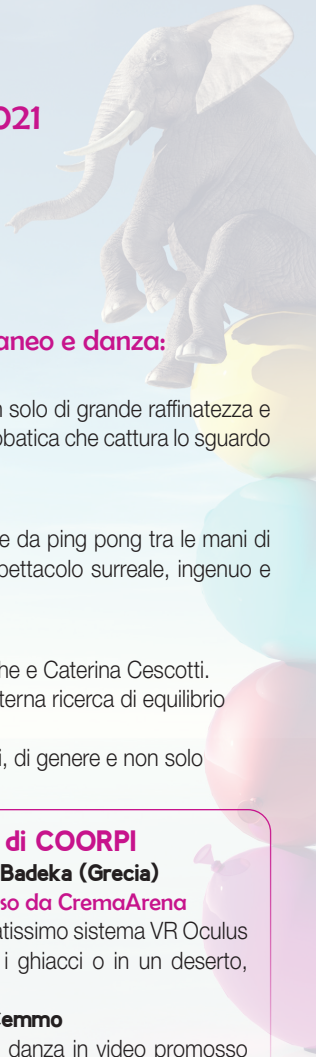 021
aneo e danza:
n solo di grande raffinatezza e
obatica che cattura lo sguardo
e da ping pong tra le mani di
pettacolo surreale, ingenuo e
he e Caterina Cescotti.
terna ricerca di equilibrio
i, di genere e non solo
di COORPI
Badeka (Grecia)
so da CremaArena
atissimo sistema VR Oculus
i ghiacci o in un deserto,
Cemmo
danza in video promosso